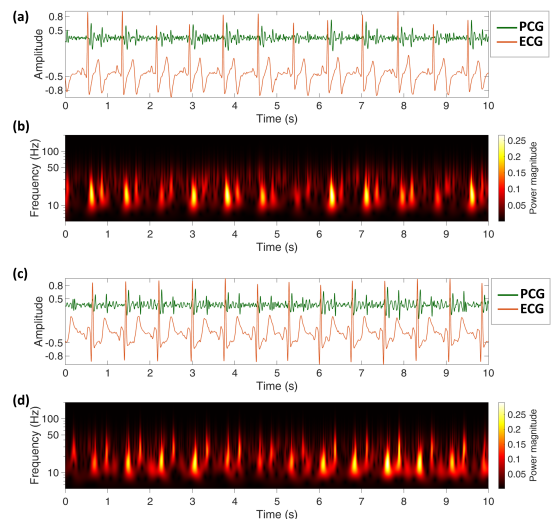 (a)
Amplitude
0.8
0.5
-0.5
-0.8
0 1 2 3 4 5 6 7 8 9 10
Time (s)
PCG
ECG
(b)
Frequency (Hz)
100
50
10
0 1 2 3 4 5 6 7 8 9 10
Time (s)
0.25
0.2
0.15
0.1
0.05
Power magnitude
(c)
Amplitude
0.8
0.5
-0.5
-0.8
0 1 2 3 4 5 6 7 8 9 10
Time (s)
PCG
ECG
(d)
Frequency (Hz)
100
50
10
0 1 2 3 4 5 6 7 8 9 10
Time (s)
0.25
0.2
0.15
0.1
0.05
Power magnitude